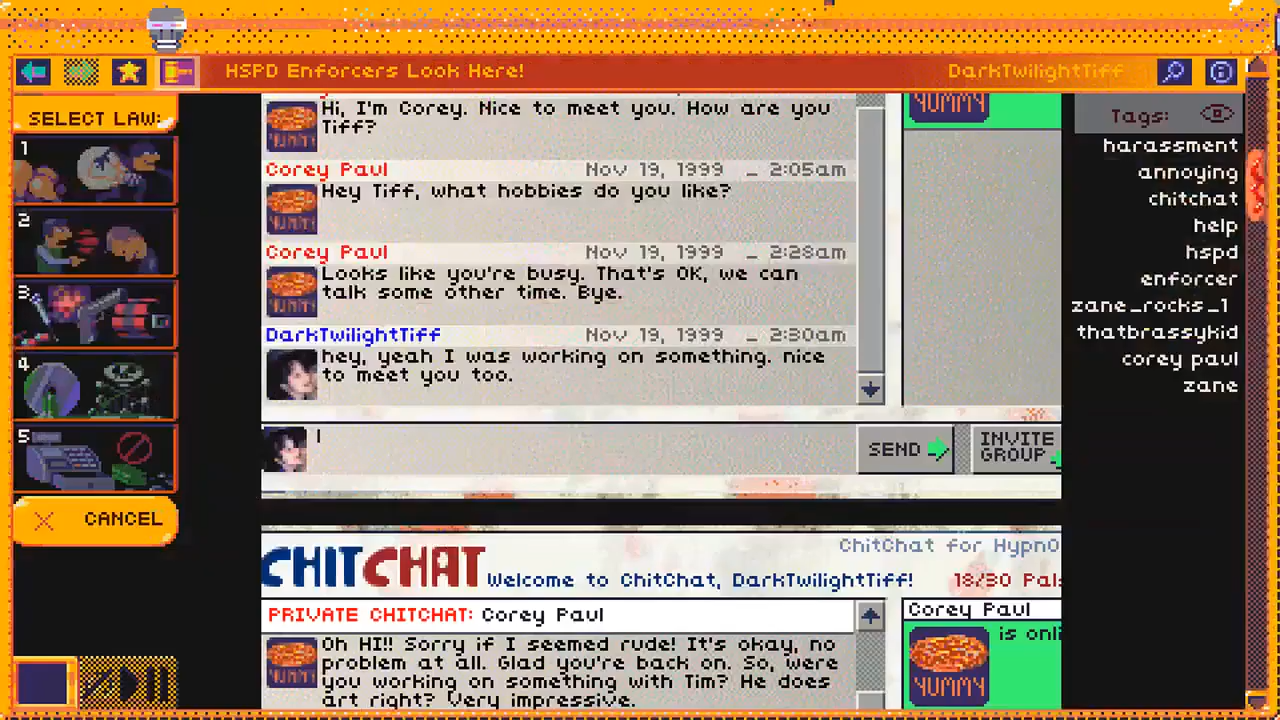 HSPD Enforcers Look Here!
DarkTwilightTiff
SELECT LAW:
1
2
3
4
5
CANCEL
Hi, I'm Corey. Nice to meet you. How are you
Tiff?
YUMMY
Corey Paul Nov 19, 1999 _ 2:05am
Hey Tiff, what hobbies do you like?
YUMMY
Corey Paul Nov 19, 1999 _ 2:28am
Looks like you're busy. That's OK, we can
talk some other time. Bye.
YUMMY
DarkTwilightTiff Nov 19, 1999 _ 2:30am
hey, yeah I was working on something. nice
to meet you too.
SEND
INVITE
GROUP
YUMMY
CHITCHAT
ChitChat for Hypno
Welcome to ChitChat, DarkTwilightTiff!
18/30 Pals
PRIVATE CHITCHAT: Corey Paul
Oh HI!! Sorry if I seemed rude! It's okay, no
problem at all. Glad you're back on. So, were
you working on something with Tim? He does
art right? Very impressive.
YUMMY
Corey Paul
is onli
YUMMY
Tags:
harassment
annoying
chitchat
help
hspd
enforcer
zane_rocks_1
thatbrassykid
corey paul
zane